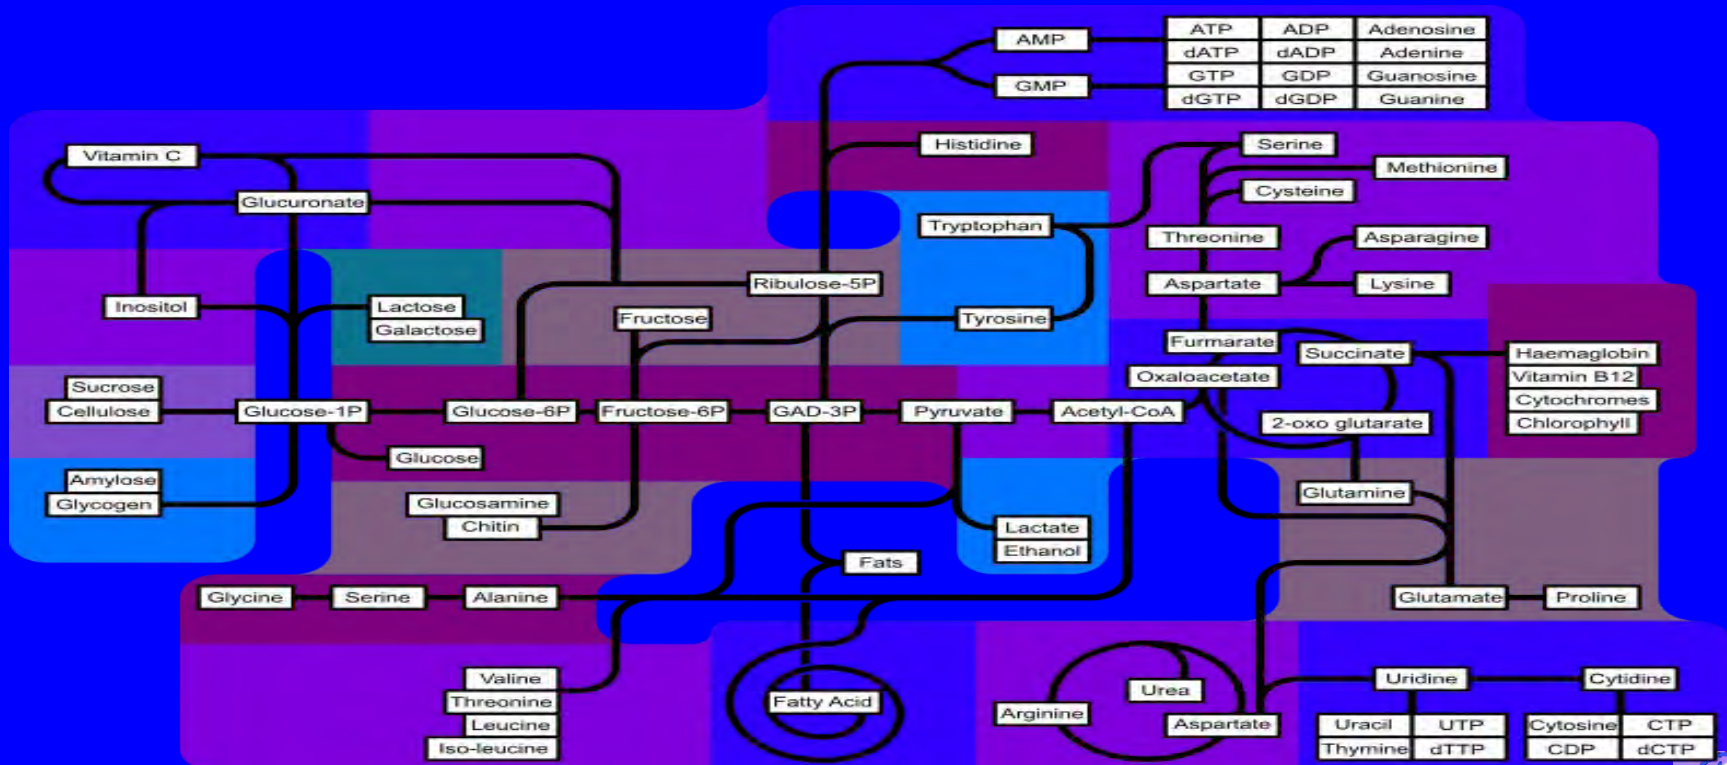 ATP ADP Adenosine
AMP
dATP dADP Adenine
GTP GDP Guanosine
GMP
dGTP dGDP Guanine
Vitamin C
Histidine
Serine
Methionine
Cysteine
Glucuronate
Tryptophan
Threonine
Asparagine
Ribulose-5P
Aspartate
Lysine
Inositol
Lactose
Galactose
Fructose
Tyrosine
Furmarate
Succinate
Haemaglobin
Oxaloacetate
Vitamin B12
Sucrose
Cytochromes
Cellulose
Glucose-1P
Glucose-6P
Fructose-6P
GAD-3P
Pyruvate
Acetyl-CoA
2-oxo glutarate
Chlorophyll
Glucose
Amylose
Glycogen
Glucosamine
Chitin
Glutamine
Lactate
Ethanol
Fats
Glycine
Serine
Alanine
Glutamate
Proline
Valine
Threonine
Leucine
Iso-leucine
Fatty Acid
Urea
Arginine
Aspartate
Uridine
Cytidine
Uracil UTP
Cytosine CTP
Thymine dTTP
CDP dCTP